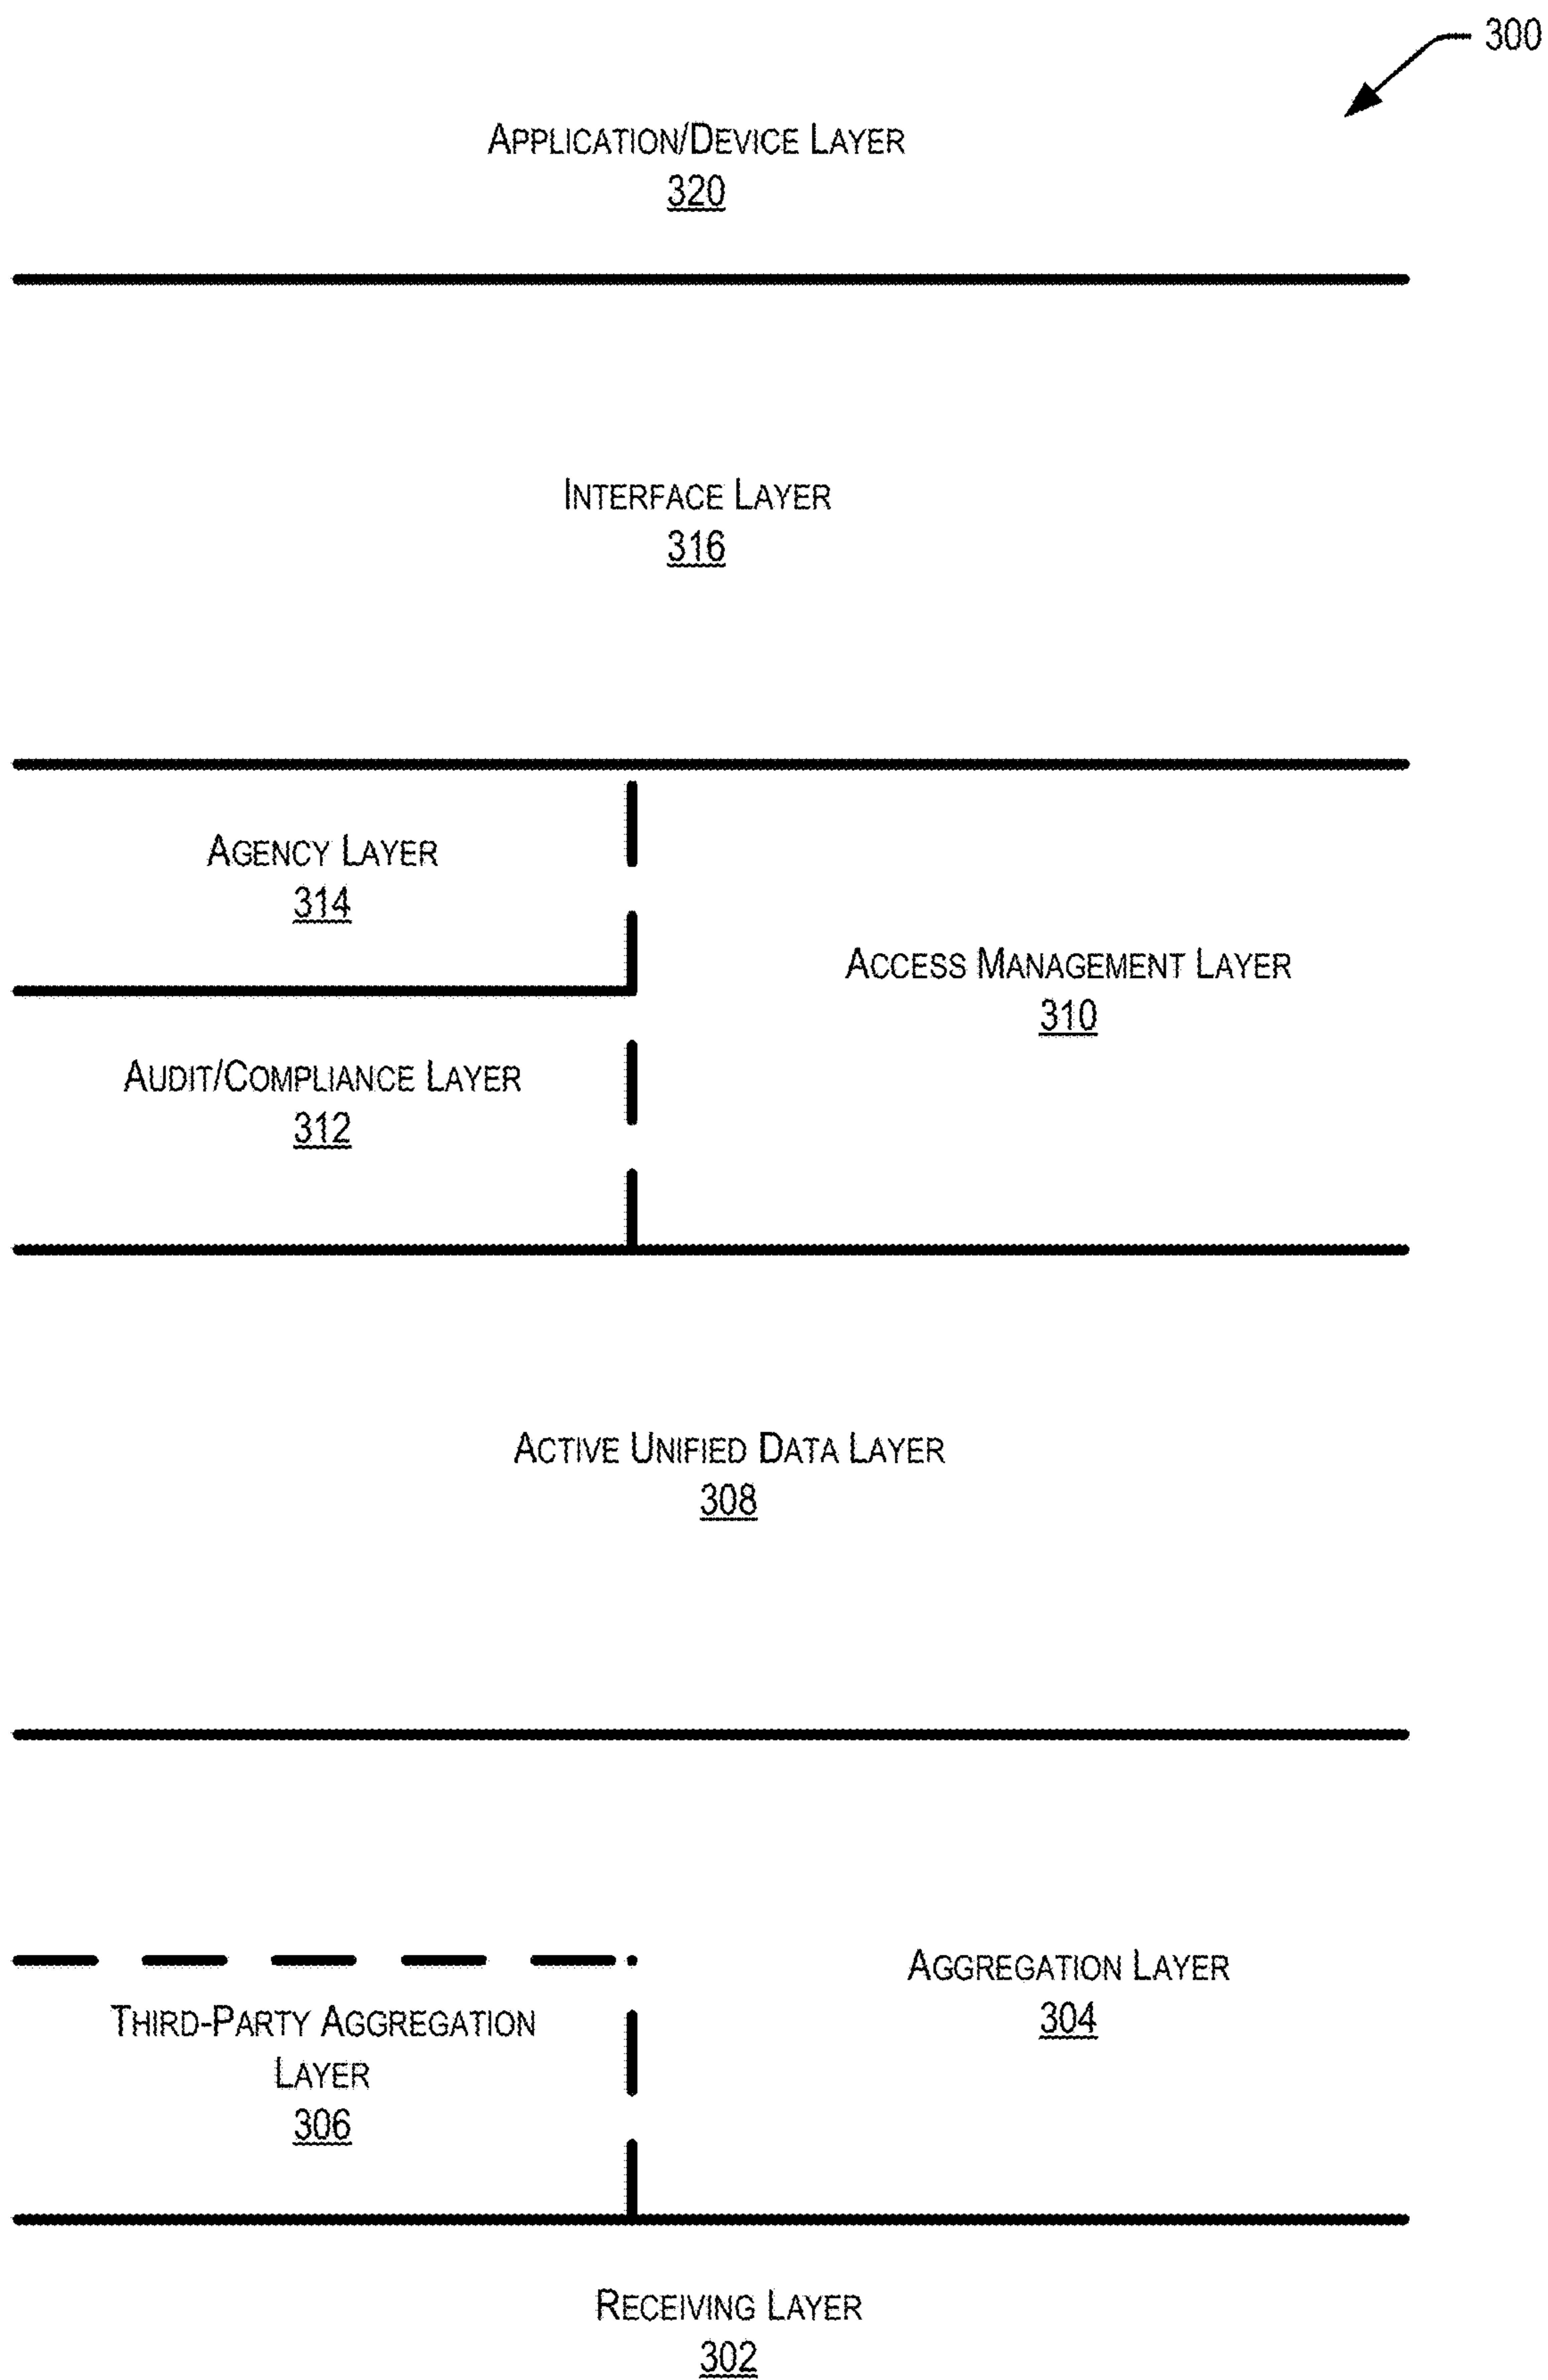 300
APPLICATION/DEVICE LAYER
320
INTERFACE LAYER
316
AGENCY LAYER
314
ACCESS MANAGEMENT LAYER
310
AUDIT/COMPLIANCE LAYER
312
ACTIVE UNIFIED DATA LAYER
308
AGGREGATION LAYER
304
THIRD-PARTY AGGREGATION
LAYER
306
RECEIVING LAYER
302